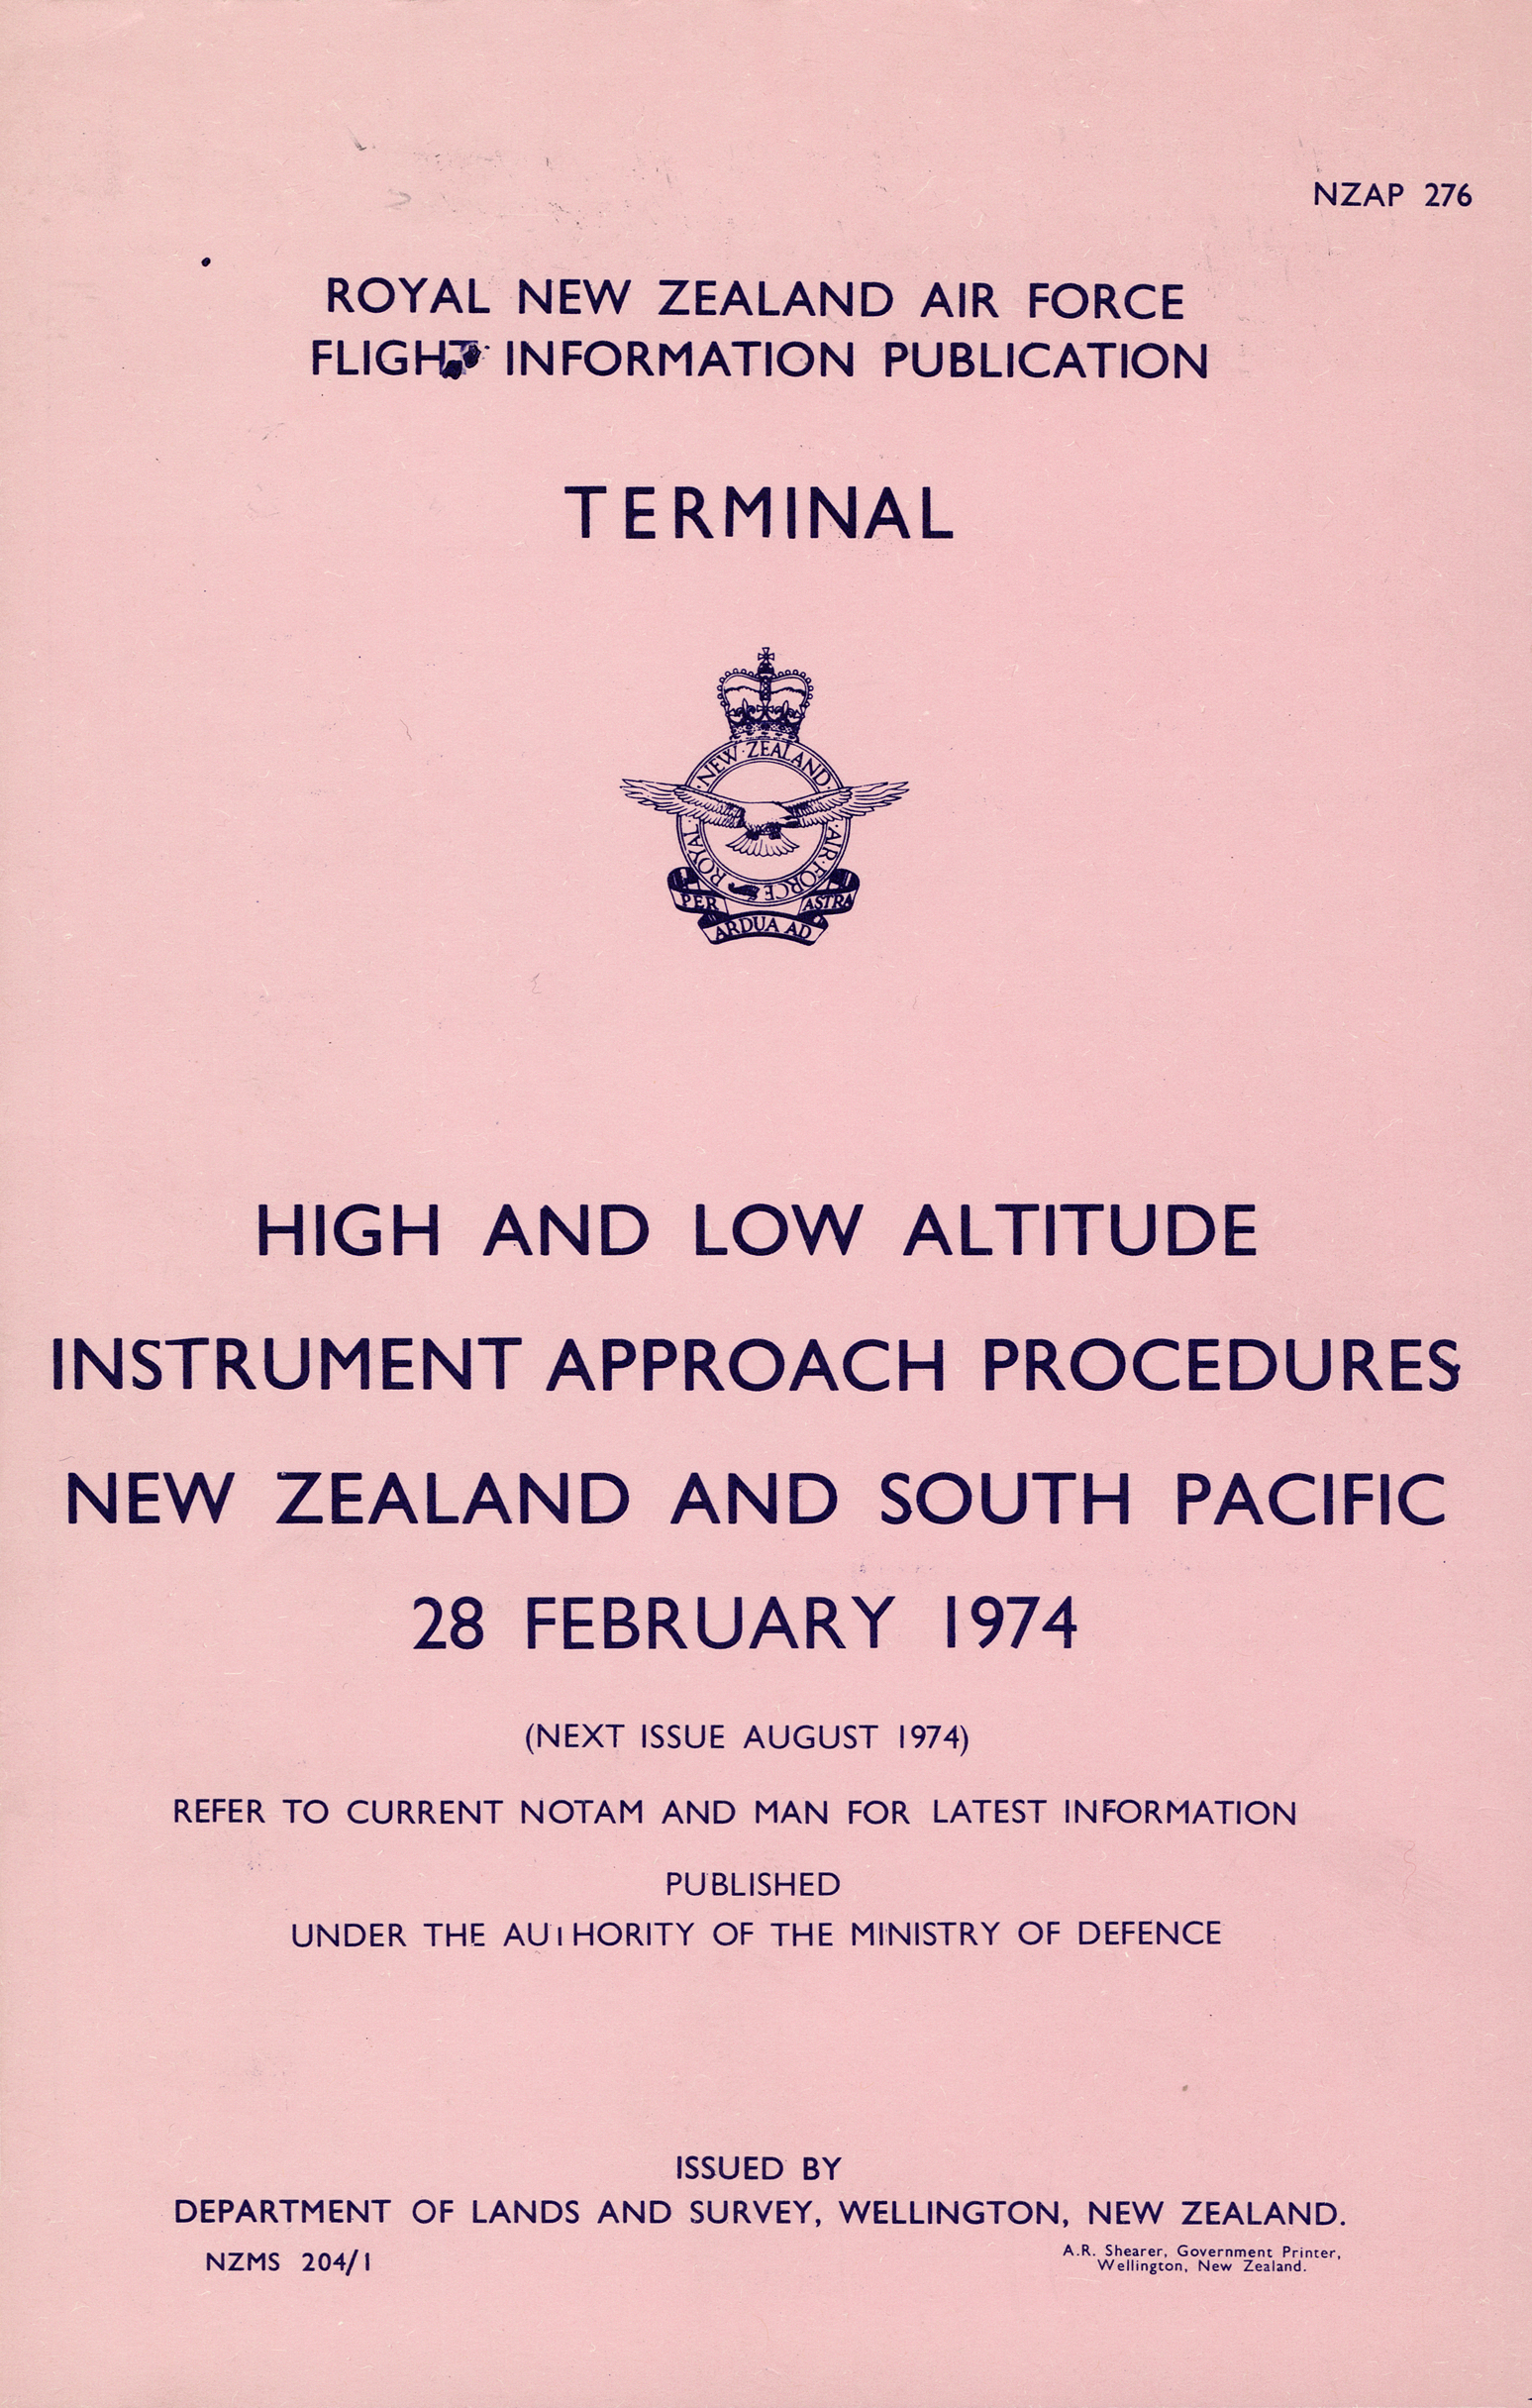 NZAP 276
ROYAL NEW ZEALAND AIR FORCE
FLIGHT INFORMATION PUBLICATION
TERMINAL
ROYAL · NEW · ZEALAND · AIR · FORCE
PER ARDUA AD ASTRA
HIGH AND LOW ALTITUDE
INSTRUMENT APPROACH PROCEDURES
NEW ZEALAND AND SOUTH PACIFIC
28 FEBRUARY 1974
(NEXT ISSUE AUGUST 1974)
REFER TO CURRENT NOTAM AND MAN FOR LATEST INFORMATION
PUBLISHED
UNDER THE AUTHORITY OF THE MINISTRY OF DEFENCE
ISSUED BY
DEPARTMENT OF LANDS AND SURVEY, WELLINGTON, NEW ZEALAND.
NZMS 204/1
A.R. Shearer, Government Printer,
Wellington, New Zealand.